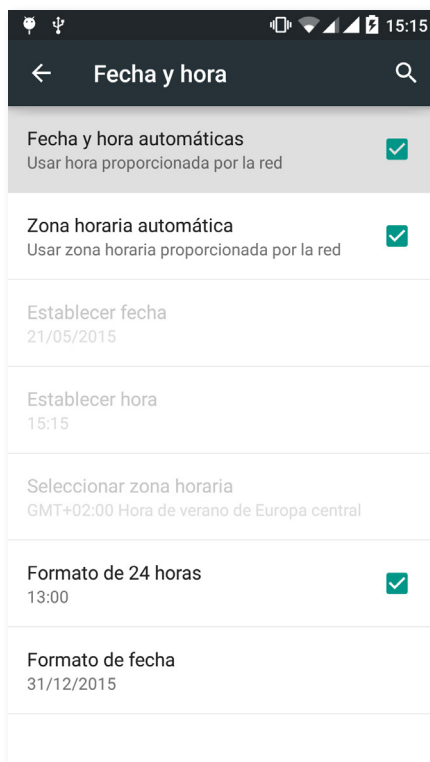 15:15
Fecha y hora
Fecha y hora automáticas
Usar hora proporcionada por la red
Zona horaria automática
Usar zona horaria proporcionada por la red
Establecer fecha
21/05/2015
Establecer hora
15:15
Seleccionar zona horaria
GMT+02:00 Hora de verano de Europa central
Formato de 24 horas
13:00
Formato de fecha
31/12/2015